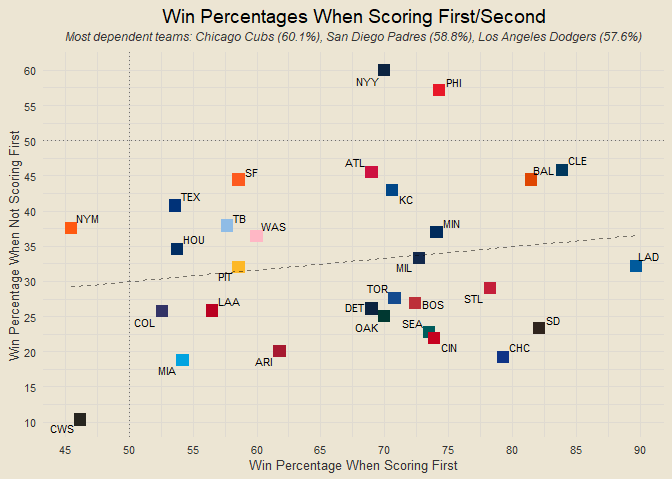 Win Percentages When Scoring First/Second
Most dependent teams: Chicago Cubs (60.1%), San Diego Padres (58.8%), Los Angeles Dodgers (57.6%)
Win Percentage When Not Scoring First
60
55
50
45
40
35
30
25
20
15
10
NYY
PHI
CLE
ATL
BAL
SF
KC
TEX
NYM
TB
WAS
MIN
HOU
LAD
MIL
PIT
TOR
STL
LAA
DET
BOS
COL
OAK
SEA
SD
CIN
CHC
ARI
MIA
CWS
45
50
55
60
65
70
75
80
85
90
Win Percentage When Scoring First